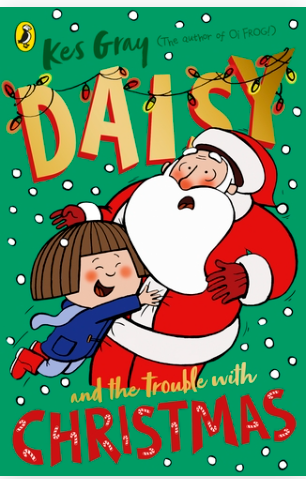 Kes Gray (The author of Oi FROG!)
DAISY
and the trouble with
CHRISTMAS